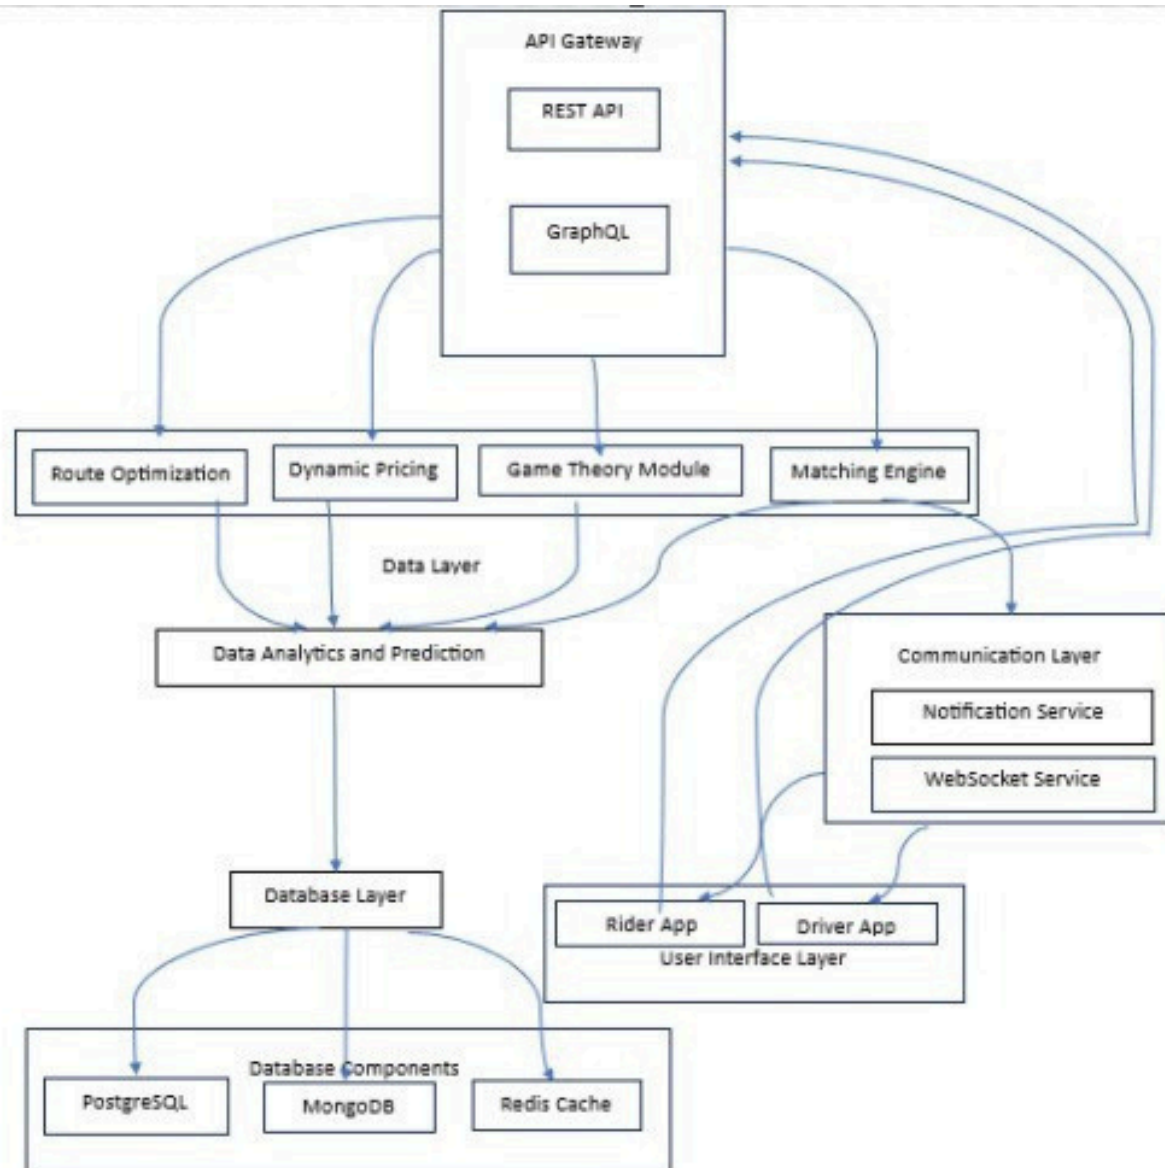 API Gateway
REST API
GraphQL
Route Optimization
Dynamic Pricing
Game Theory Module
Matching Engine
Data Layer
Data Analytics and Prediction
Communication Layer
Notification Service
WebSocket Service
Database Layer
Rider App
Driver App
User Interface Layer
Database Components
PostgreSQL
MongoDB
Redis Cache